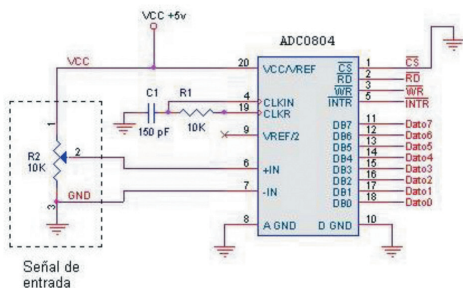 VCC +5v
ADC0804
VCC
20 VCC/VREF
CS 1 CS
RD 2 RD
WR 3 WR
INTR 5 INTR
C1
R1
4 CLKIN
19 CLKR
150 pF
10K
9 VREF/2
DB7 11 Dato7
DB6 12 Dato6
DB5 13 Dato5
DB4 14 Dato4
DB3 15 Dato3
DB2 16 Dato2
DB1 17 Dato1
DB0 18 Dato0
1
R2
10K
2
6 +IN
GND
7 -IN
3
8 A GND
D GND 10
Señal de
entrada